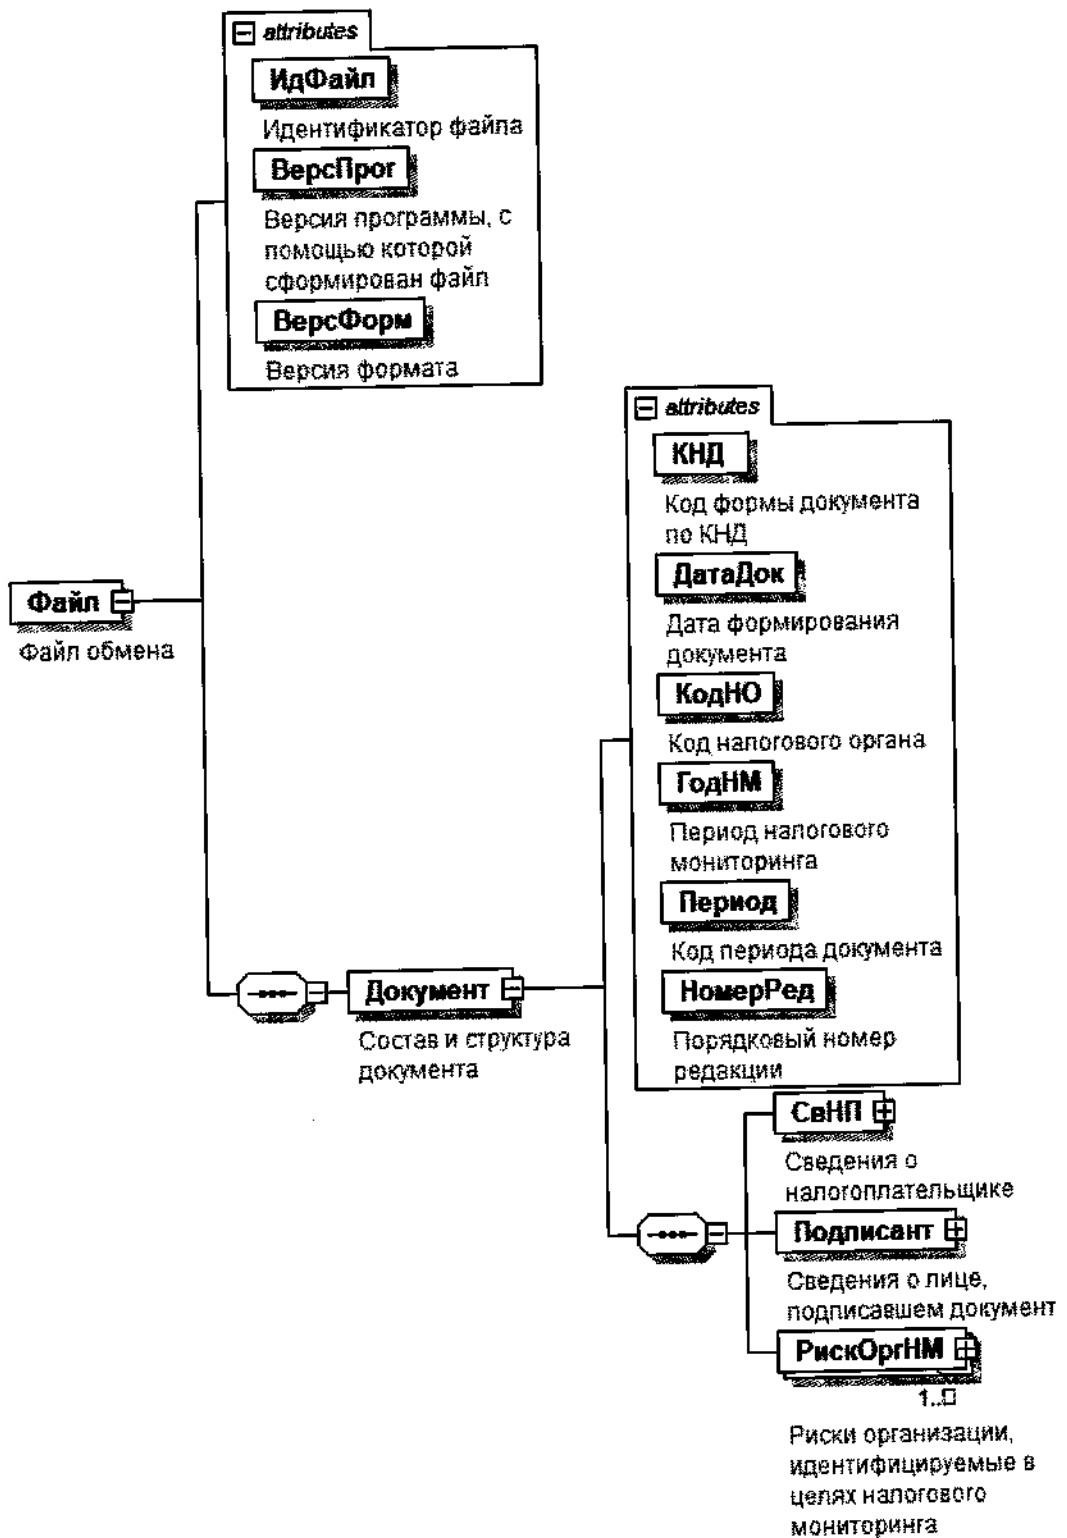 attributes
ИдФайл
Идентификатор файла
ВерсПрог
Версия программы, с
помощью которой
сформирован файл
ВерсФорм
Версия формата
Файл
Файл обмена
Документ
Состав и структура
документа
attributes
КНД
Код формы документа
по КНД
ДатаДок
Дата формирования
документа
КодНО
Код налогового органа
ГодНМ
Период налогового
мониторинга
Период
Код периода документа
НомерРед
Порядковый номер
редакции
СвНП
Сведения о
налогоплательщике
Подписант
Сведения о лице,
подписавшем документ
РискОргНМ
1..□
Риски организации,
идентифицируемые в
целях налогового
мониторинга